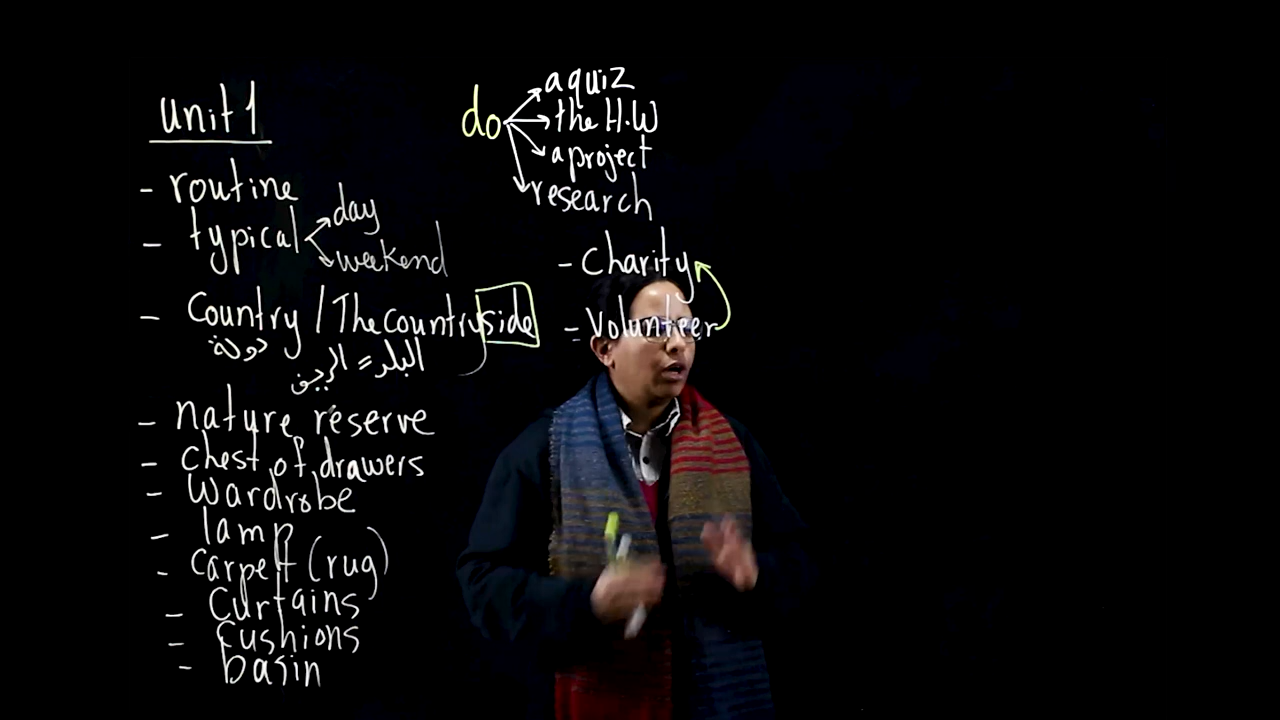 unit 1
- routine
- typical
day
weekend
- Country / The countryside
دولة
البلد = الريف
- nature reserve
- chest of drawers
- wardrobe
- lamp
- carpet (rug)
- Curtains
- Cushions
- basin
do
a quiz
the H.W
a project
research
- Charity
- Volunteer